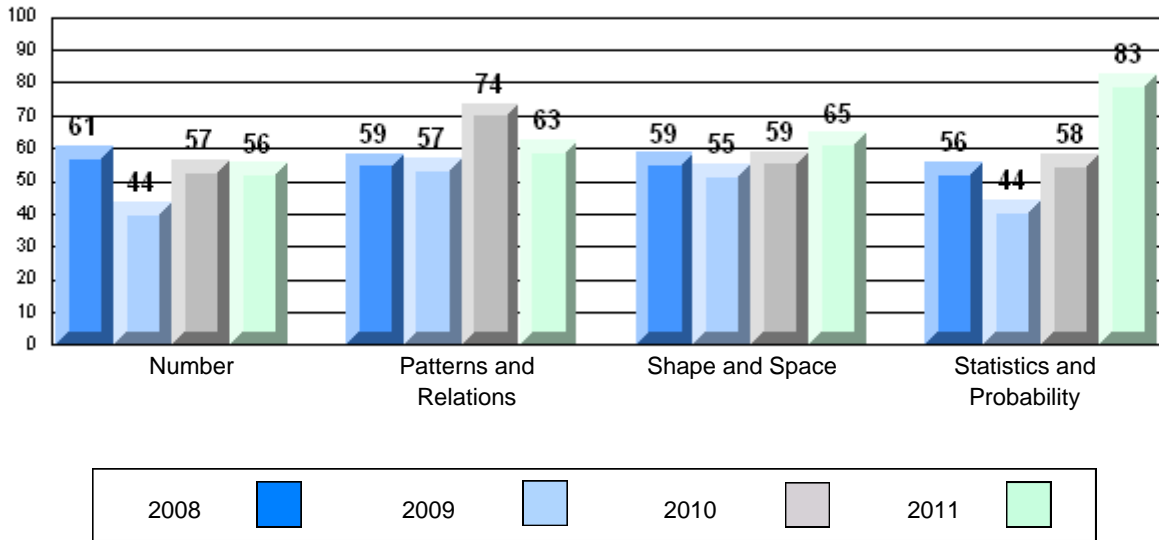 100
90
80
70
60
50
40
30
20
10
0
61 44 57 56
59 57 74 63
59 55 59 65
56 44 58 83
Number
Patterns and
Relations
Shape and Space
Statistics and
Probability
2008 2009 2010 2011